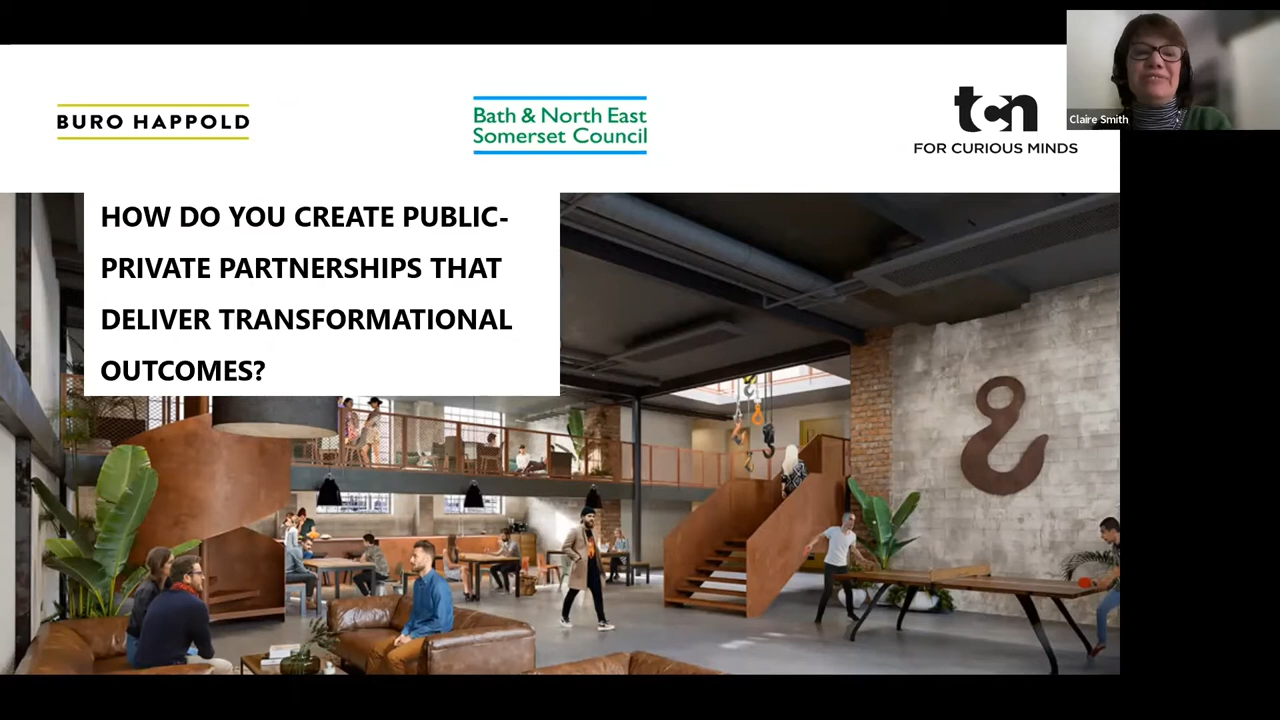 BURO HAPPOLD
Bath & North East
Somerset Council
tcn
FOR CURIOUS MINDS
Claire Smith
HOW DO YOU CREATE PUBLIC-
PRIVATE PARTNERSHIPS THAT
DELIVER TRANSFORMATIONAL
OUTCOMES?